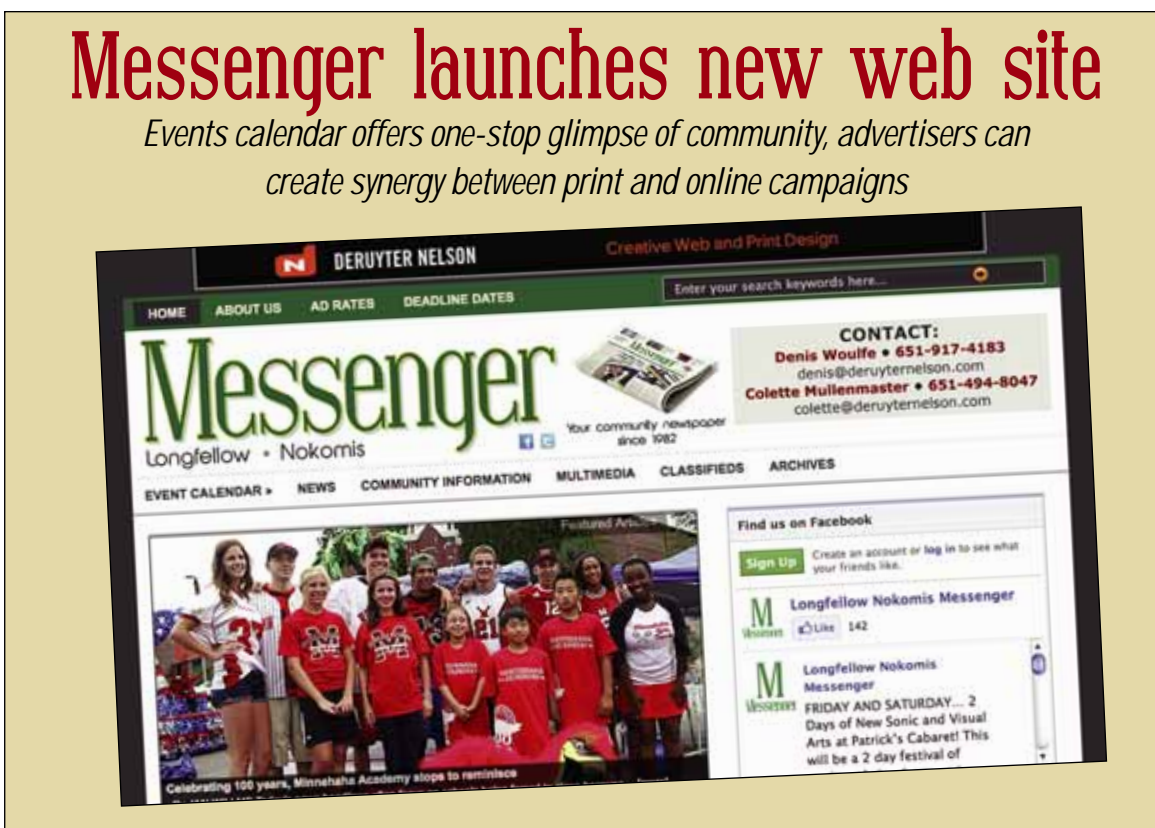 Messenger launches new web site
Events calendar offers one-stop glimpse of community, advertisers can
create synergy between print and online campaigns
N DERUYTER NELSON Creative Web and Print Design
HOME ABOUT US AD RATES DEADLINE DATES Enter your search keywords here...
Messenger
Longfellow • Nokomis
Your community newspaper
since 1982
CONTACT:
Denis Woulfe • 651-917-4183
denis@deruyternelson.com
Colette Mullenmaster • 651-494-8047
colette@deruyternelson.com
EVENT CALENDAR » NEWS COMMUNITY INFORMATION MULTIMEDIA CLASSIFIEDS ARCHIVES
Featured
37
M
M
12
21
Celebrating 100 years, Minnehaha Academy stops to reminisce
Find us on Facebook
Sign Up Create an account or log in to see what
your friends like.
M
Messenger
Longfellow Nokomis Messenger
Like 142
M
Messenger
Longfellow Nokomis
Messenger
FRIDAY AND SATURDAY... 2
Days of New Sonic and Visual
Arts at Patrick's Cabaret! This
will be a 2 day festival of